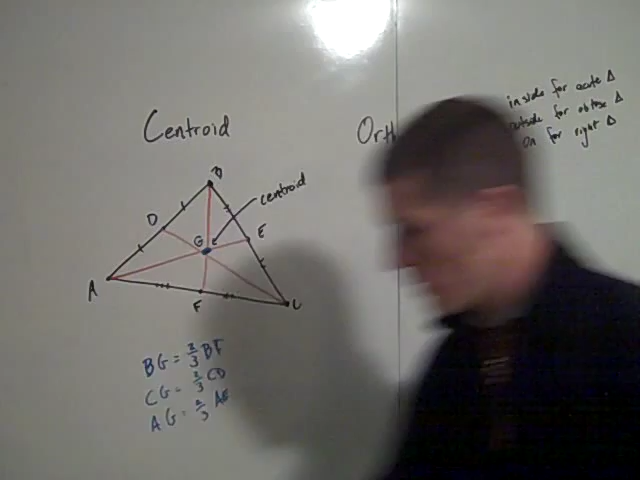 Centroid
Orth
inside for acute Δ
outside for obtuse Δ
on for right Δ
B
centroid
D
G
E
A
F
C
BG = 2/3 BF
CG = 2/3 CD
AG = 2/3 AE